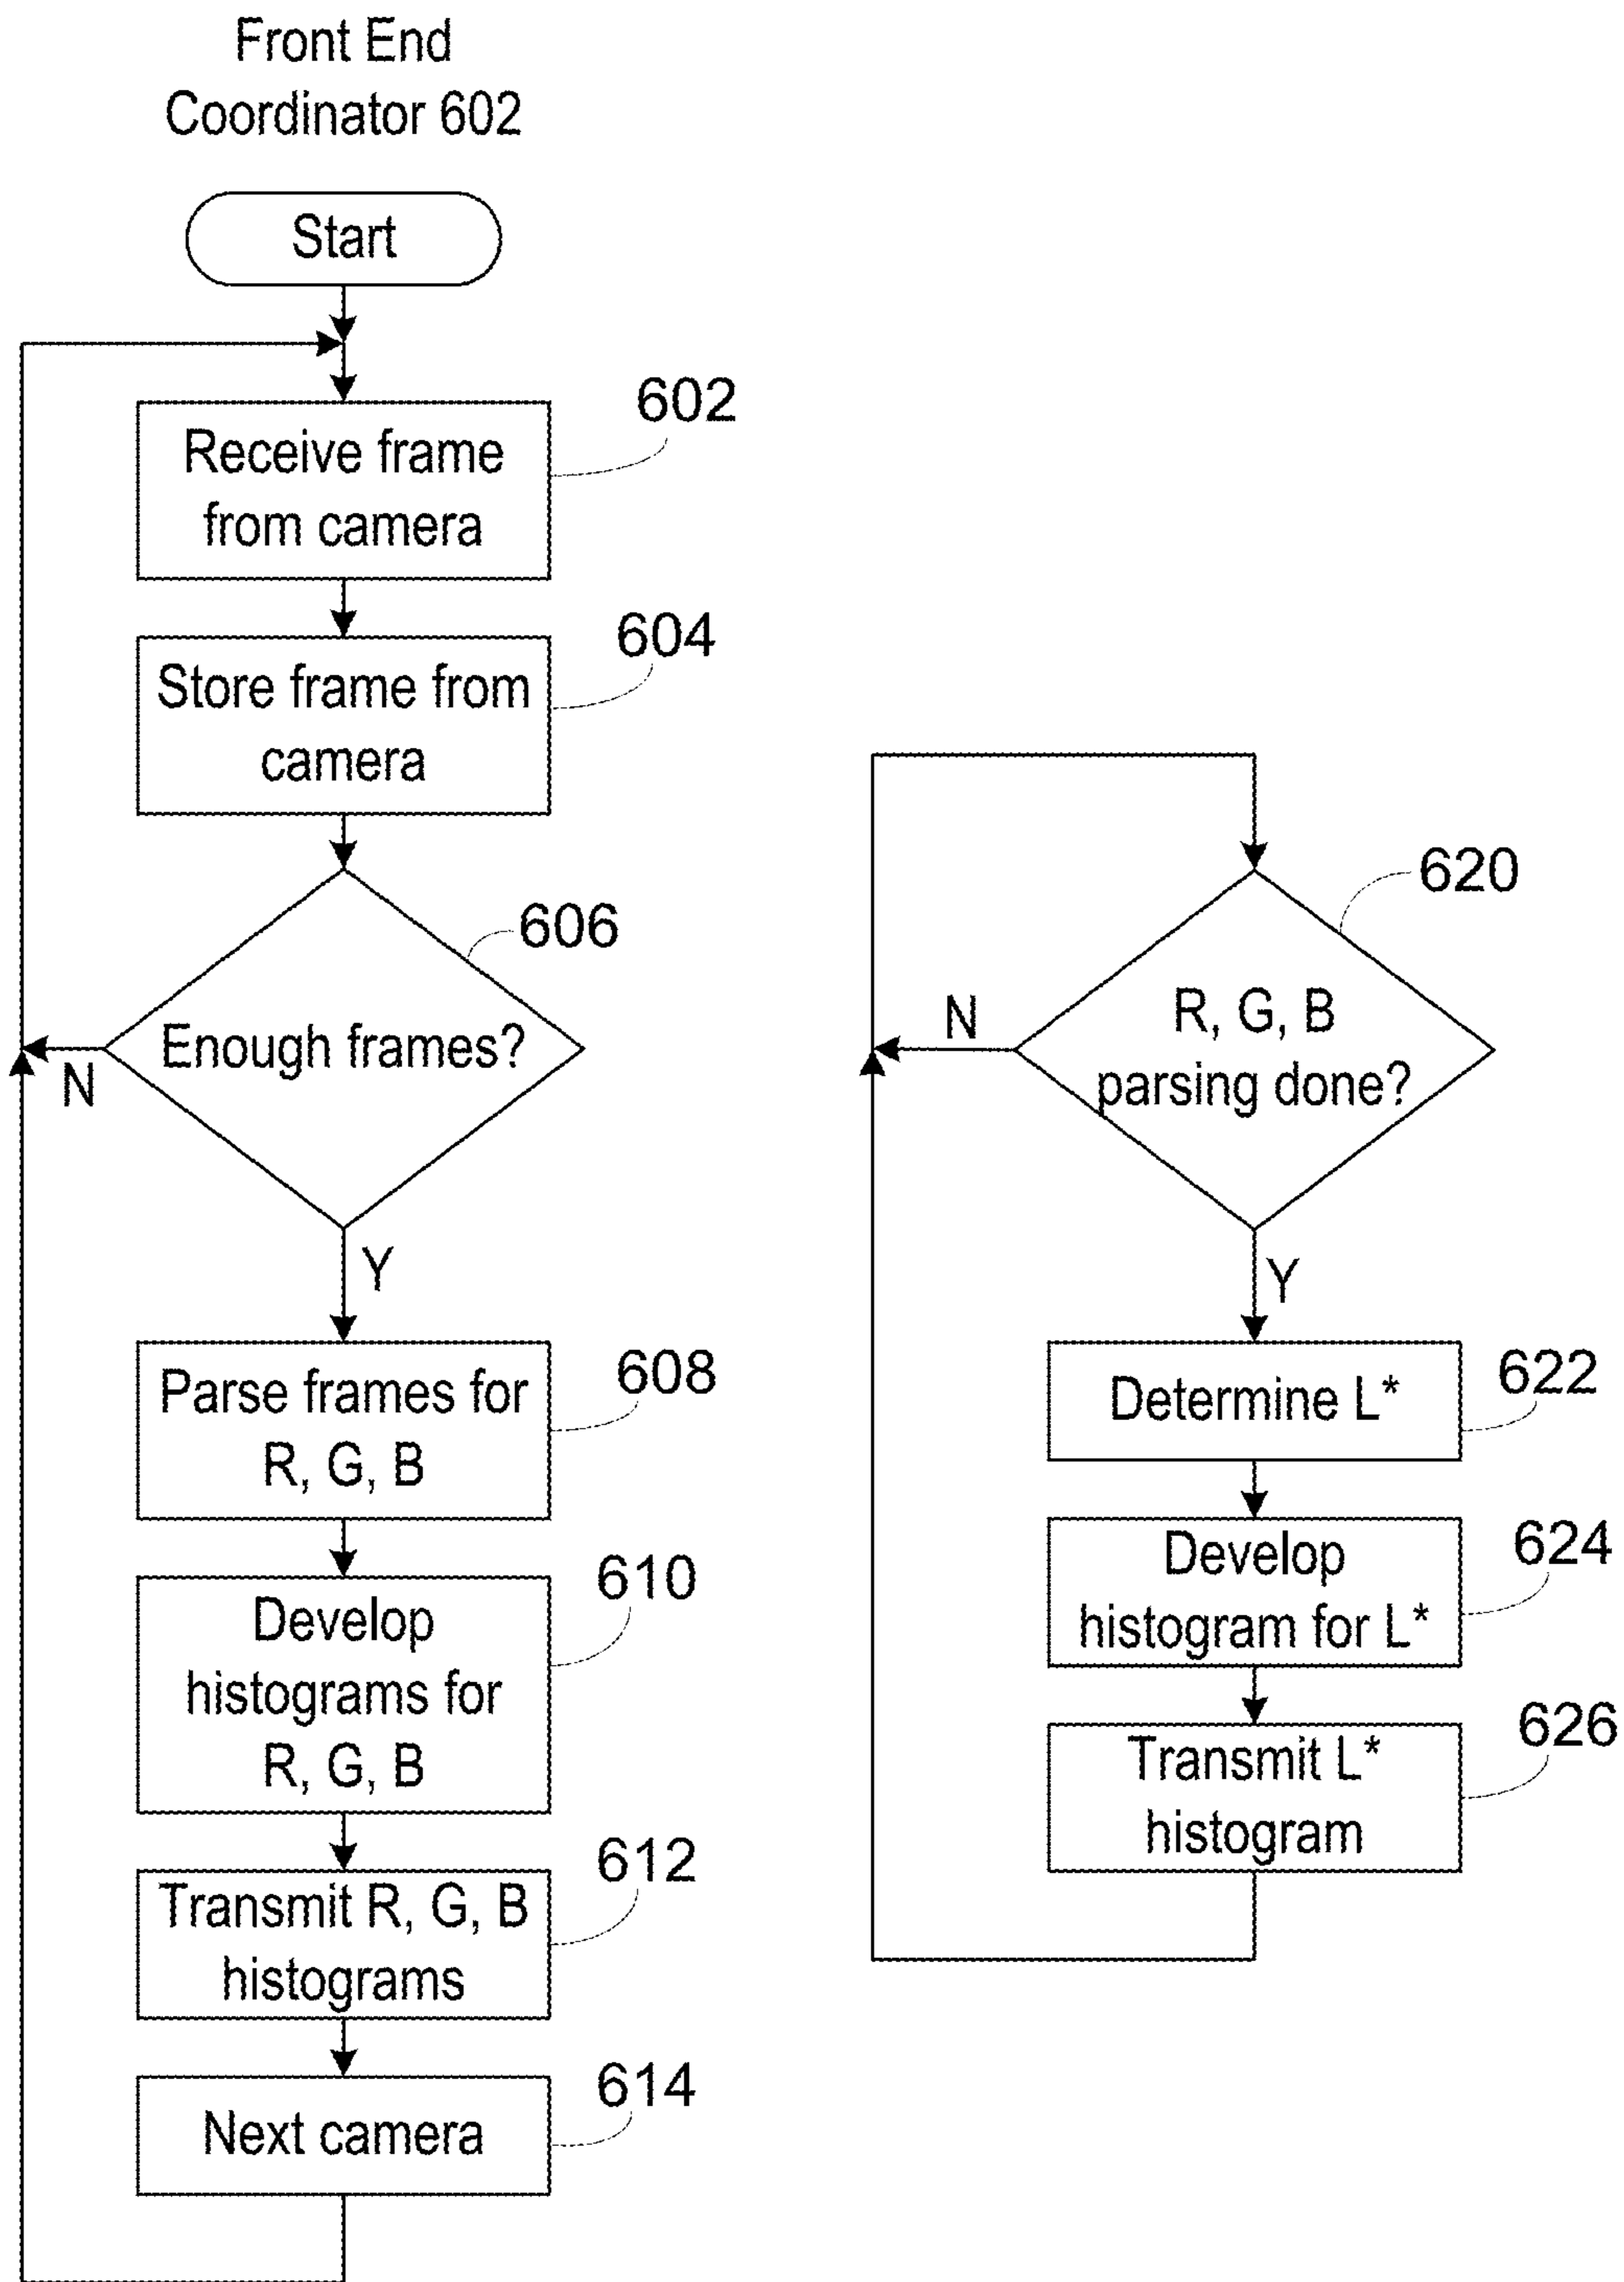 Front End
Coordinator 602
Start
602
Receive frame
from camera
604
Store frame from
camera
606
Enough frames?
N
Y
608
Parse frames for
R, G, B
610
Develop
histograms for
R, G, B
612
Transmit R, G, B
histograms
614
Next camera
620
R, G, B
parsing done?
N
Y
622
Determine L*
624
Develop
histogram for L*
626
Transmit L*
histogram